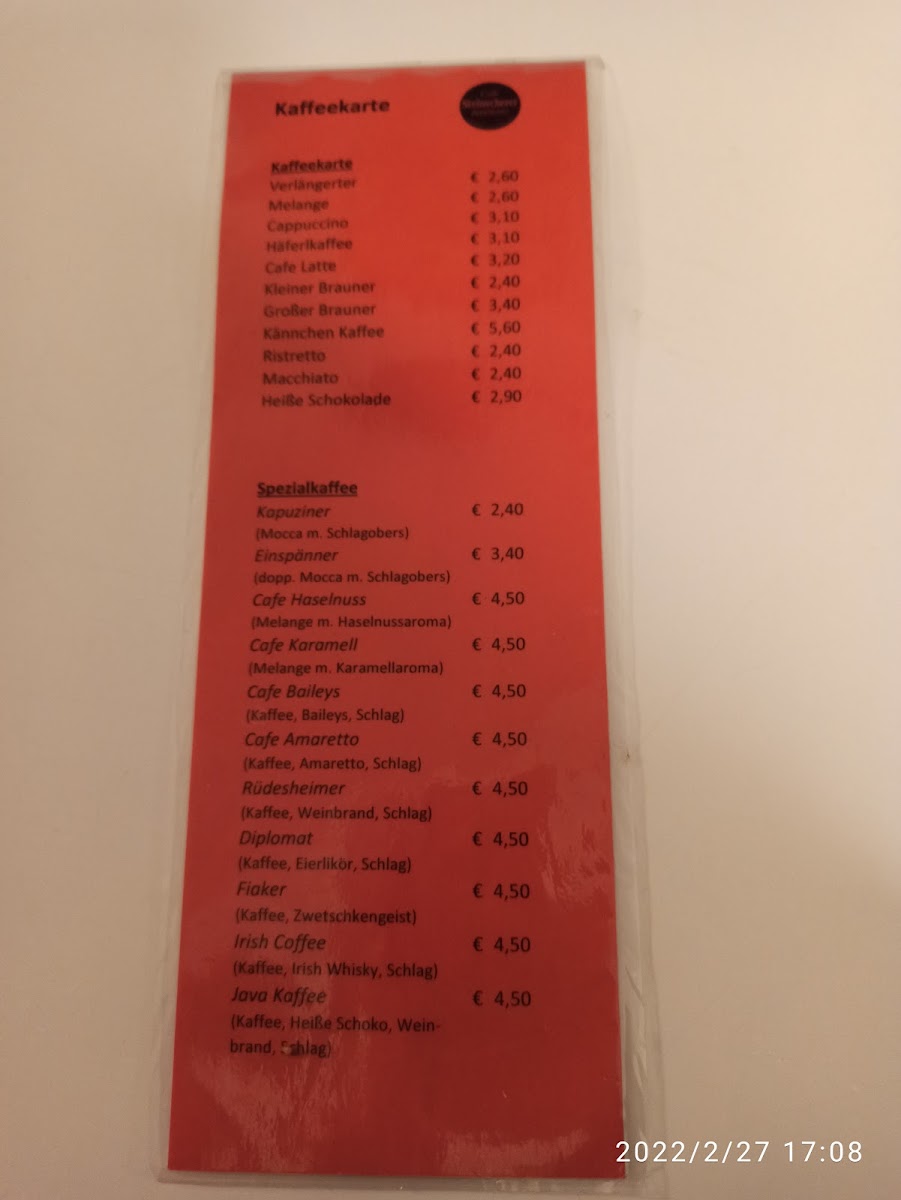 Kaffeekarte
Kaffeekarte
Verlängerter € 2,60
Melange € 2,60
Cappuccino € 3,10
Häferlkaffee € 3,10
Cafe Latte € 3,20
Kleiner Brauner € 2,40
Großer Brauner € 3,40
Kännchen Kaffee € 5,60
Ristretto € 2,40
Macchiato € 2,40
Heiße Schokolade € 2,90
Spezialkaffee
Kapuziner € 2,40
(Mocca m. Schlagobers)
Einspänner € 3,40
(dopp. Mocca m. Schlagobers)
Cafe Haselnuss € 4,50
(Melange m. Haselnussaroma)
Cafe Karamell € 4,50
(Melange m. Karamellaroma)
Cafe Baileys € 4,50
(Kaffee, Baileys, Schlag)
Cafe Amaretto € 4,50
(Kaffee, Amaretto, Schlag)
Rüdesheimer € 4,50
(Kaffee, Weinbrand, Schlag)
Diplomat € 4,50
(Kaffee, Eierlikör, Schlag)
Fiaker € 4,50
(Kaffee, Zwetschkengeist)
Irish Coffee € 4,50
(Kaffee, Irish Whisky, Schlag)
Java Kaffee € 4,50
(Kaffee, Heiße Schoko, Wein-
brand, Schlag)
2022/2/27 17:08